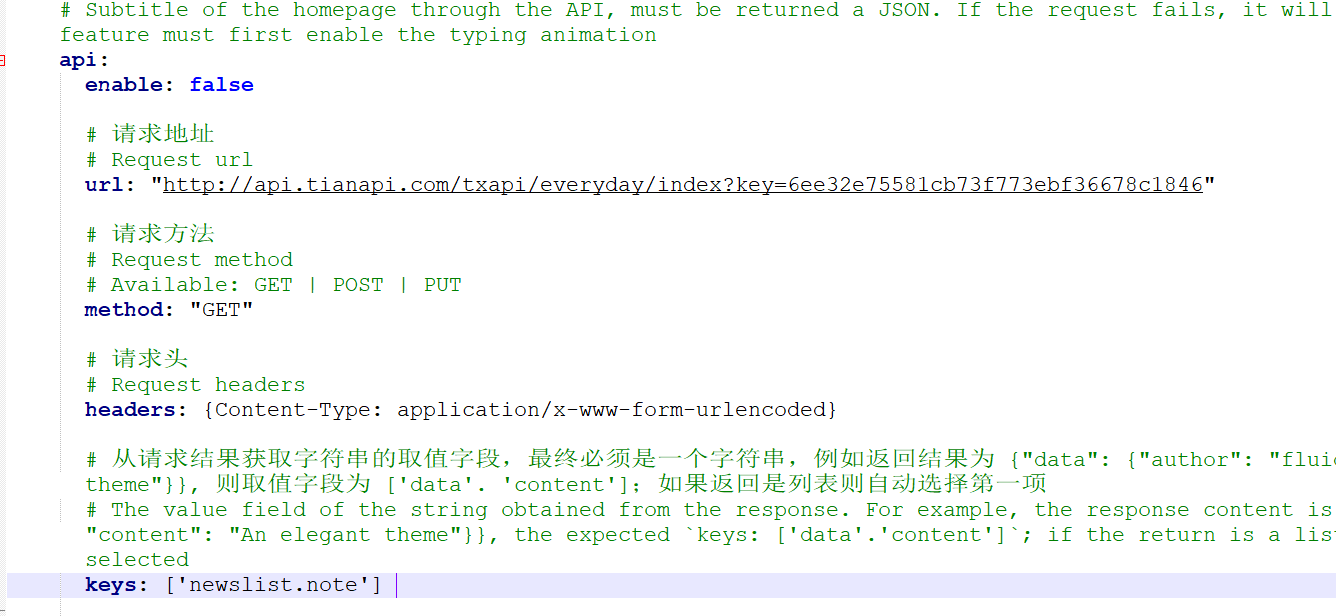 # Subtitle of the homepage through the API, must be returned a JSON. If the request fails, it will
feature must first enable the typing animation
api:
enable: false
# 请求地址
# Request url
url: "http://api.tianapi.com/txapi/everyday/index?key=6ee32e75581cb73f773ebf36678c1846"
# 请求方法
# Request method
# Available: GET | POST | PUT
method: "GET"
# 请求头
# Request headers
headers: {Content-Type: application/x-www-form-urlencoded}
# 从请求结果获取字符串的取值字段，最终必须是一个字符串，例如返回结果为 {"data": {"author": "fluid
theme"}}, 则取值字段为 ['data'. 'content']；如果返回是列表则自动选择第一项
# The value field of the string obtained from the response. For example, the response content is
"content": "An elegant theme"}}, the expected `keys: ['data'.'content']`; if the return is a list
selected
keys: ['newslist.note']